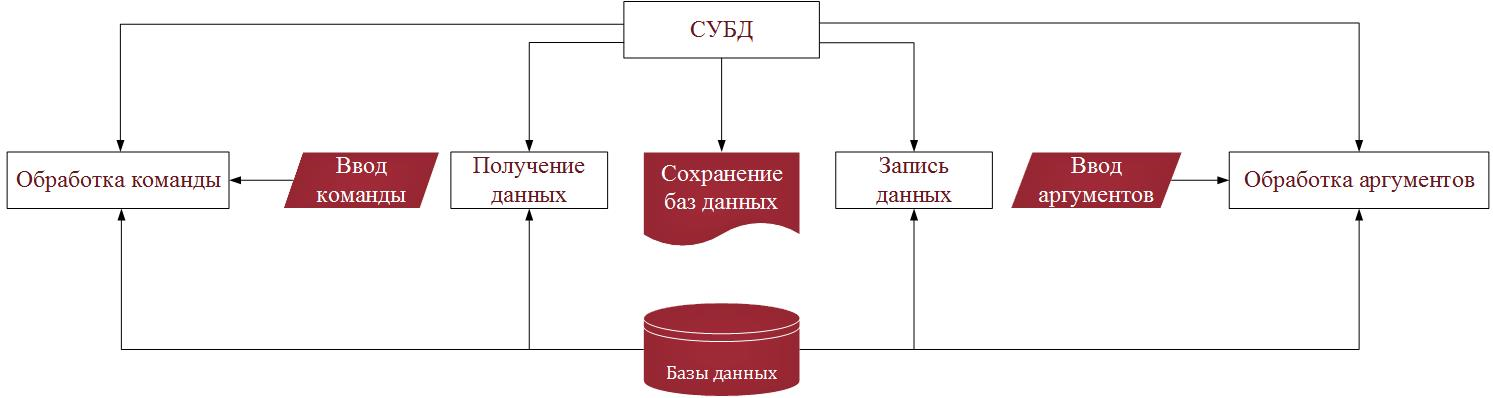 СУБД
Обработка команды
Ввод
команды
Получение
данных
Сохранение
баз данных
Запись
данных
Ввод
аргументов
Обработка аргументов
Базы данных